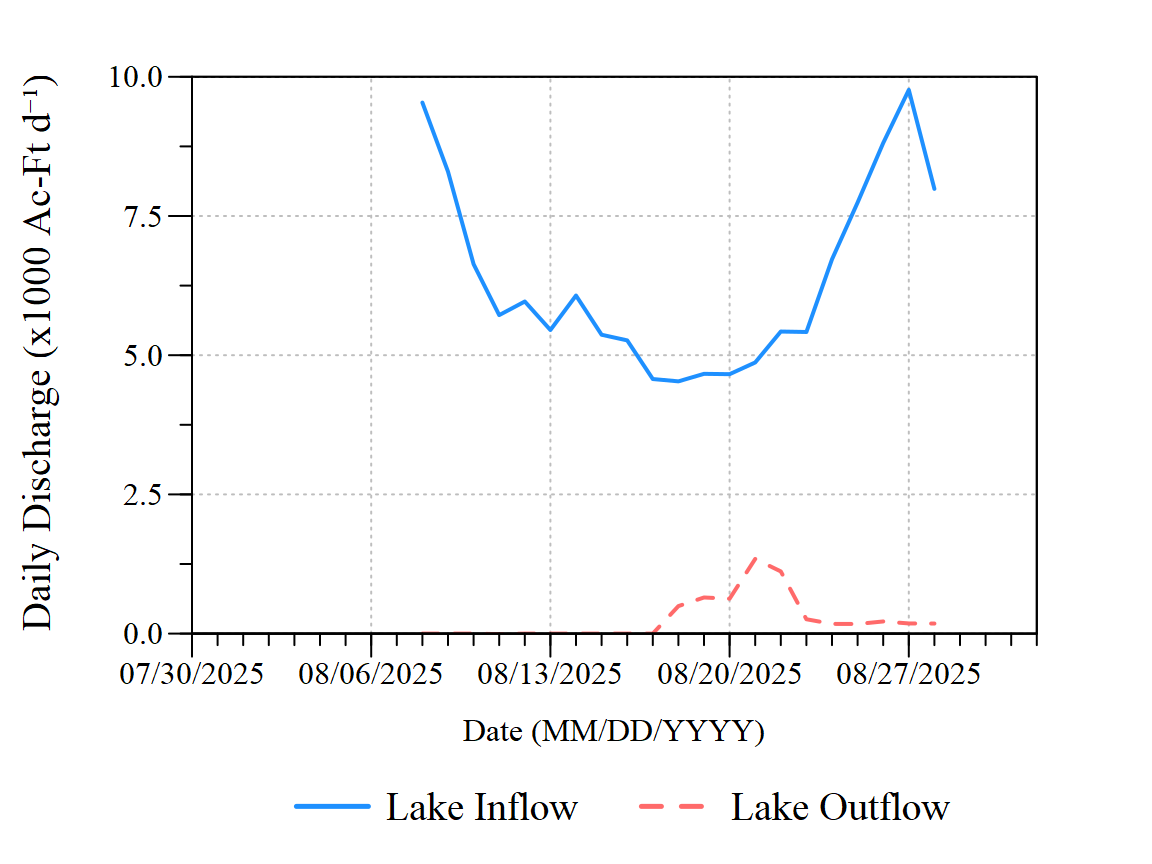 Daily Discharge (x1000 Ac-Ft d⁻¹)
10.0
7.5
5.0
2.5
0.0
07/30/2025 08/06/2025 08/13/2025 08/20/2025 08/27/2025
Date (MM/DD/YYYY)
Lake Inflow Lake Outflow